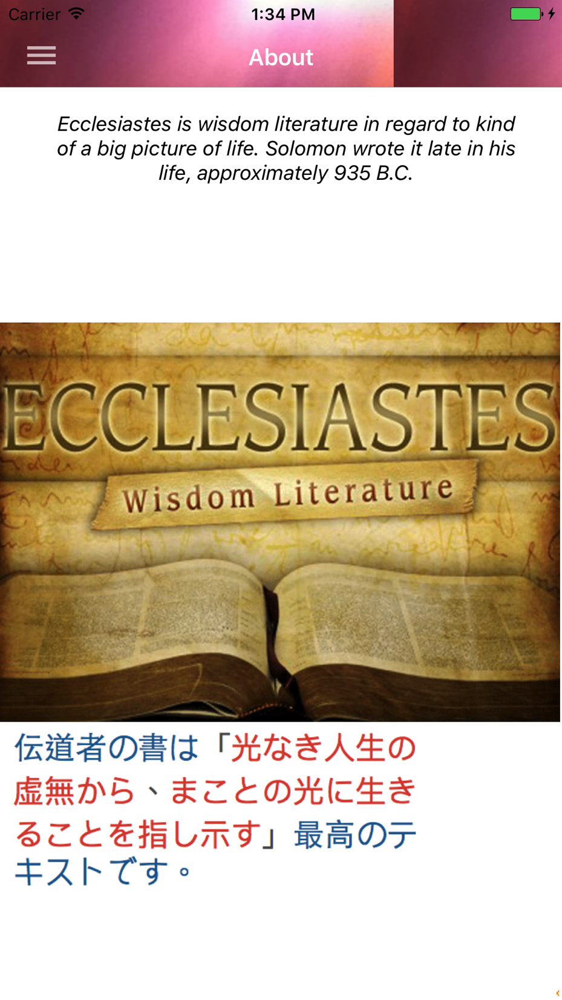 Carrier 1:34 PM
About
Ecclesiastes is wisdom literature in regard to kind
of a big picture of life. Solomon wrote it late in his
life, approximately 935 B.C.
ECCLESIASTES
Wisdom Literature
伝道者の書は「光なき人生の
虚無から、まことの光に生き
ることを指し示す」最高のテ
キストです。